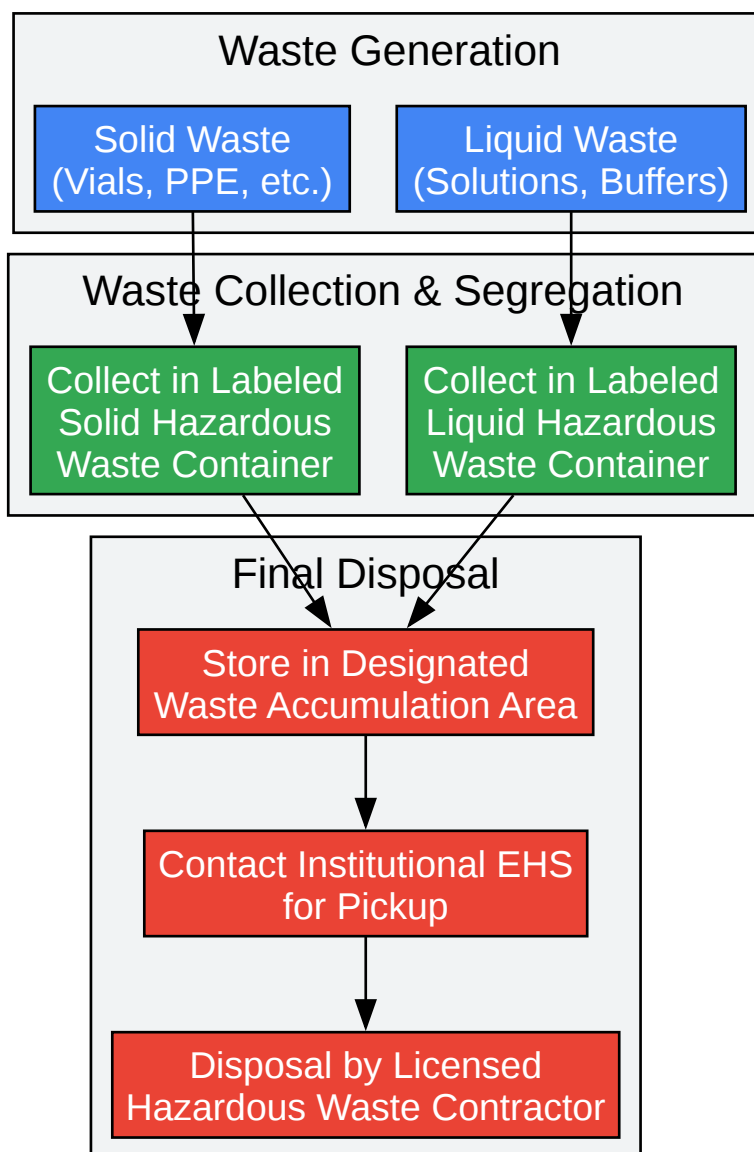 Waste Generation
Solid Waste
(Vials, PPE, etc.)
Liquid Waste
(Solutions, Buffers)
Waste Collection & Segregation
Collect in Labeled
Solid Hazardous
Waste Container
Collect in Labeled
Liquid Hazardous
Waste Container
Final Disposal
Store in Designated
Waste Accumulation Area
Contact Institutional EHS
for Pickup
Disposal by Licensed
Hazardous Waste Contractor